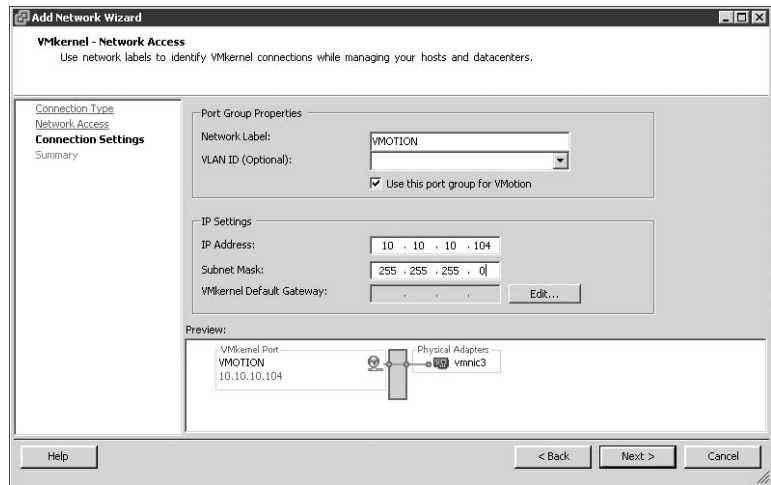 Add Network Wizard
VMkernel - Network Access
Use network labels to identify VMkernel connections while managing your hosts and datacenters.
Connection Type
Network Access
Connection Settings
Summary
Port Group Properties
Network Label:
VMOTION
VLAN ID (Optional):
Use this port group for VMotion
IP Settings
IP Address:
10 . 10 . 10 . 104
Subnet Mask:
255 . 255 . 255 . 0
VMkernel Default Gateway:
. . .
Edit...
Preview:
VMkernel Port
VMOTION
10.10.10.104
Physical Adapters
vmnic3
Help
< Back
Next >
Cancel